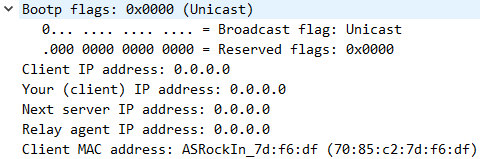 Bootp flags: 0x0000 (Unicast)
0... .... .... .... = Broadcast flag: Unicast
.000 0000 0000 0000 = Reserved flags: 0x0000
Client IP address: 0.0.0.0
Your (client) IP address: 0.0.0.0
Next server IP address: 0.0.0.0
Relay agent IP address: 0.0.0.0
Client MAC address: ASRockIn_7d:f6:df (70:85:c2:7d:f6:df)